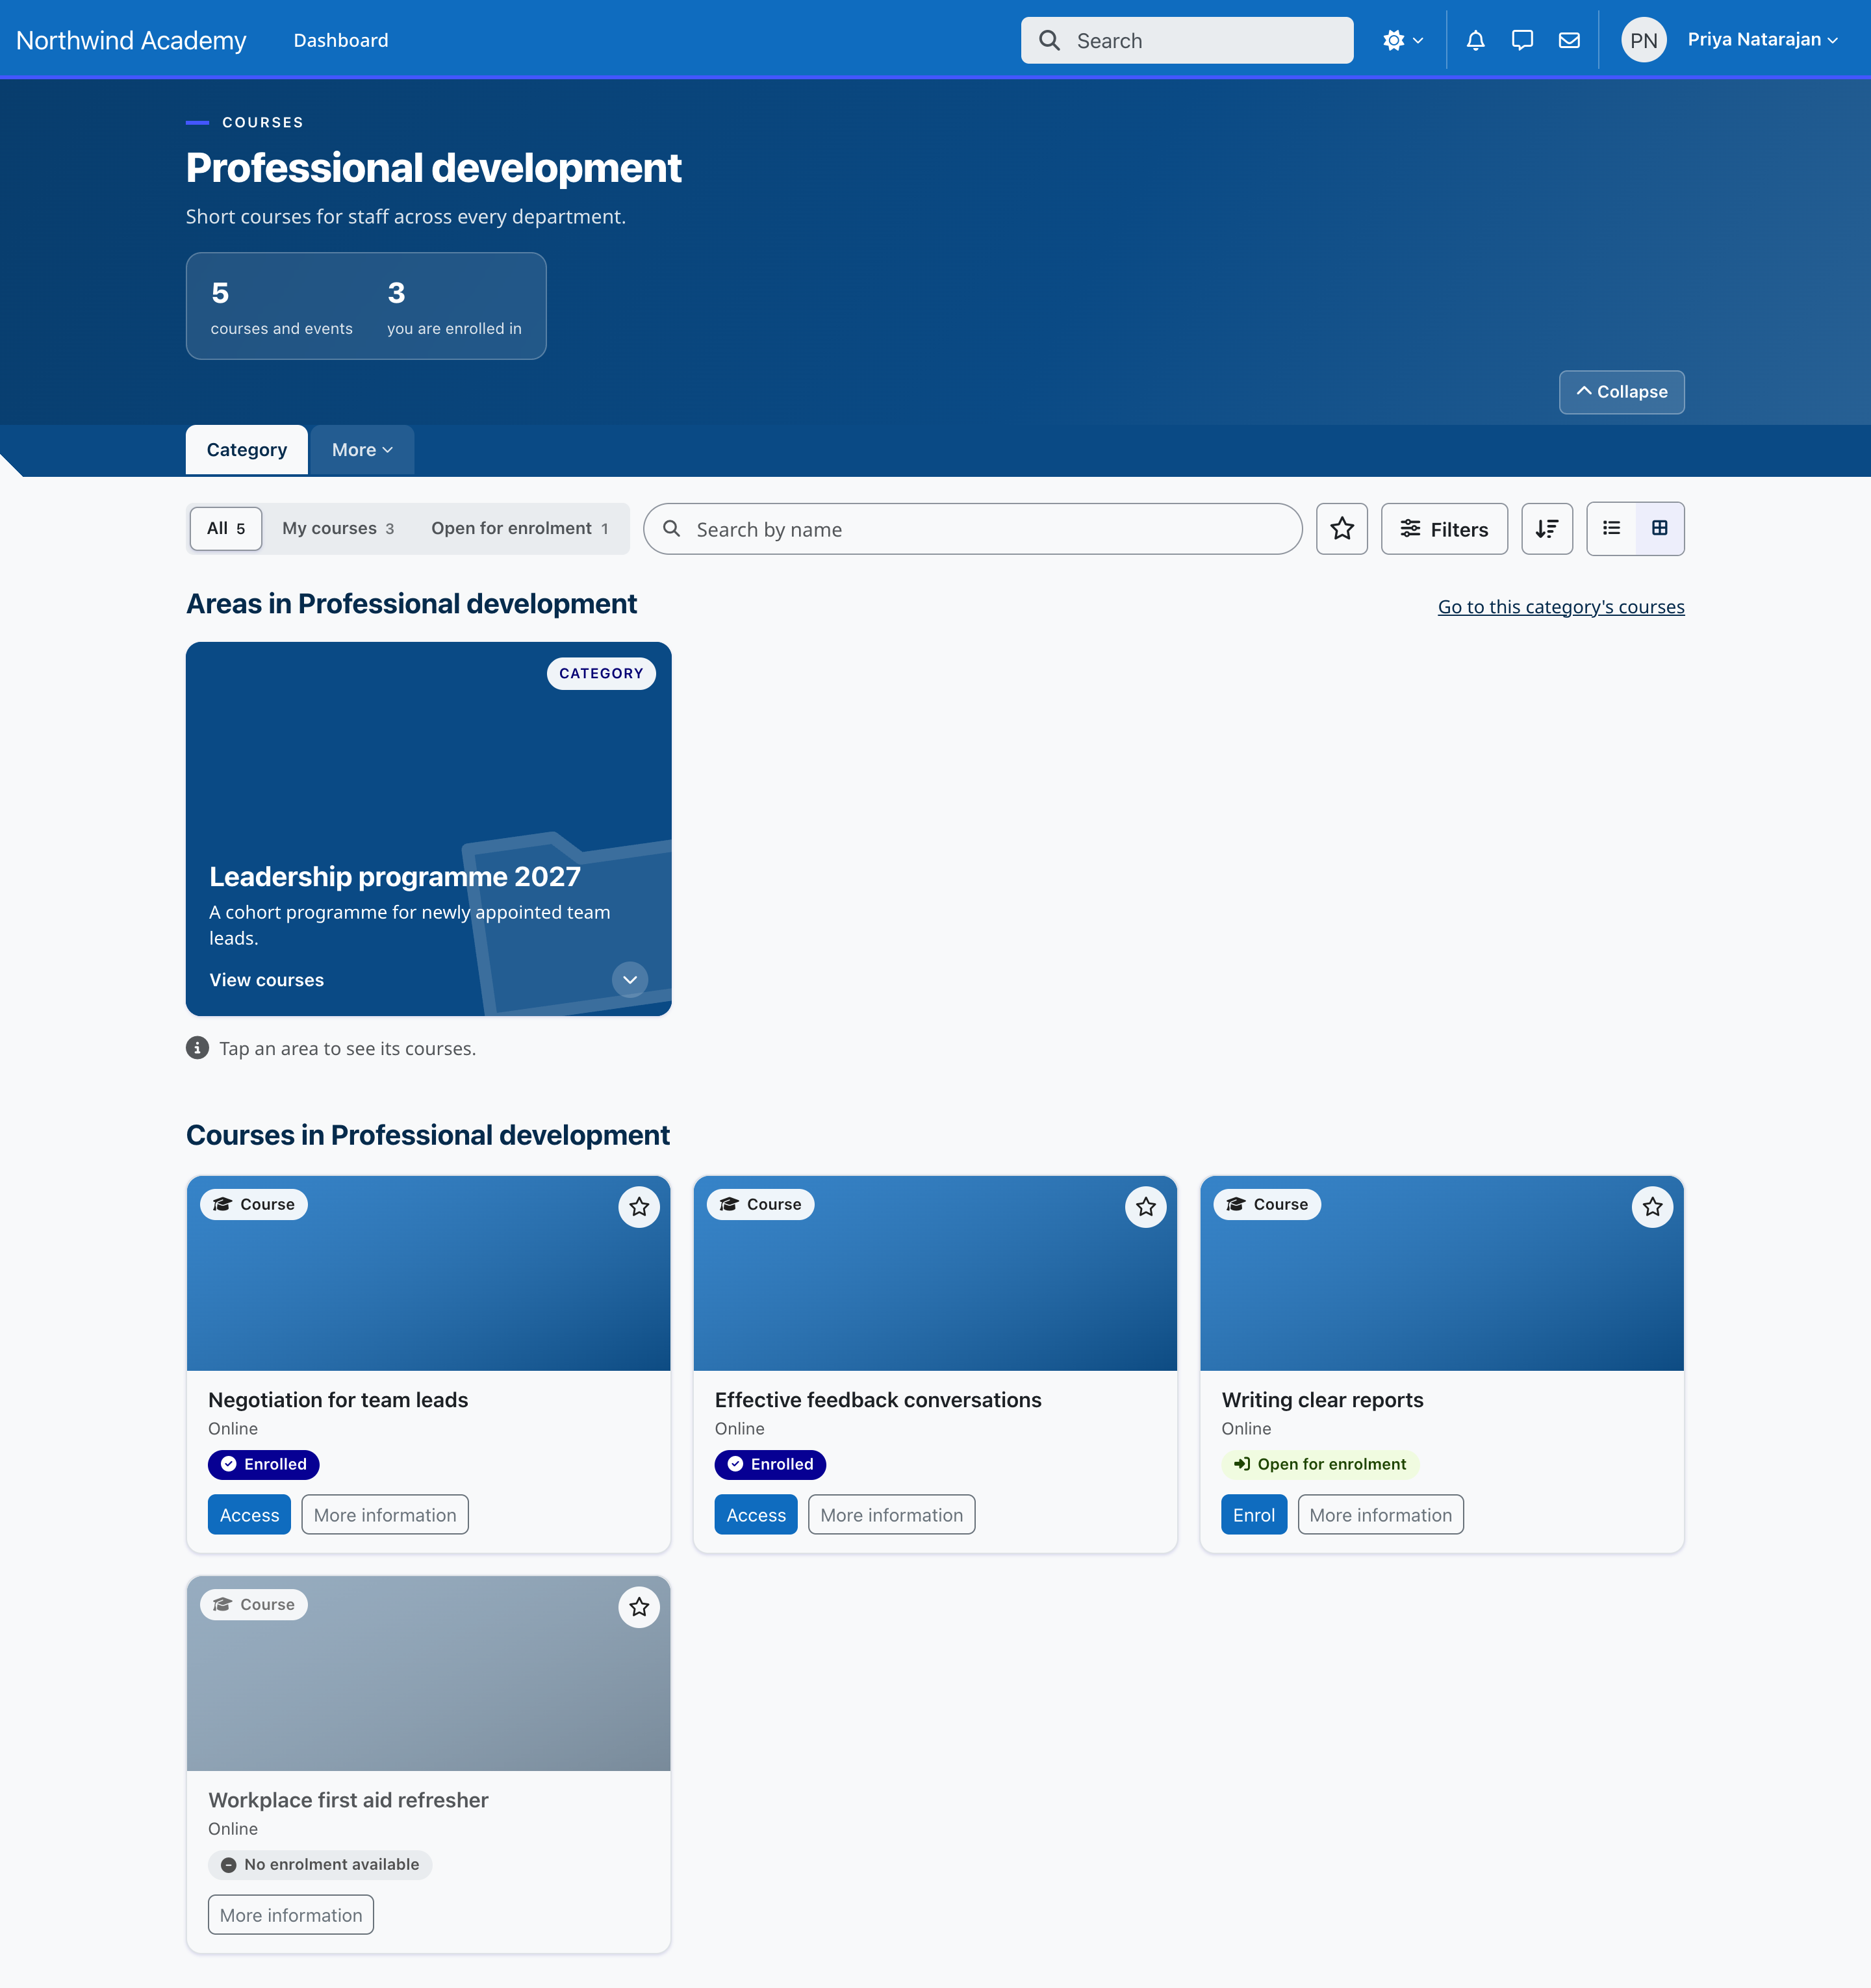 Northwind Academy
Dashboard
Search
PN
Priya Natarajan
COURSES
Professional development
Short courses for staff across every department.
5
courses and events
3
you are enrolled in
Collapse
Category
More
All 5
My courses 3
Open for enrolment 1
Search by name
Filters
Areas in Professional development
Go to this category's courses
CATEGORY
Leadership programme 2027
A cohort programme for newly appointed team
leads.
View courses
Tap an area to see its courses.
Courses in Professional development
Course
Negotiation for team leads
Online
Enrolled
Access
More information
Course
Effective feedback conversations
Online
Enrolled
Access
More information
Course
Writing clear reports
Online
Open for enrolment
Enrol
More information
Course
Workplace first aid refresher
Online
No enrolment available
More information